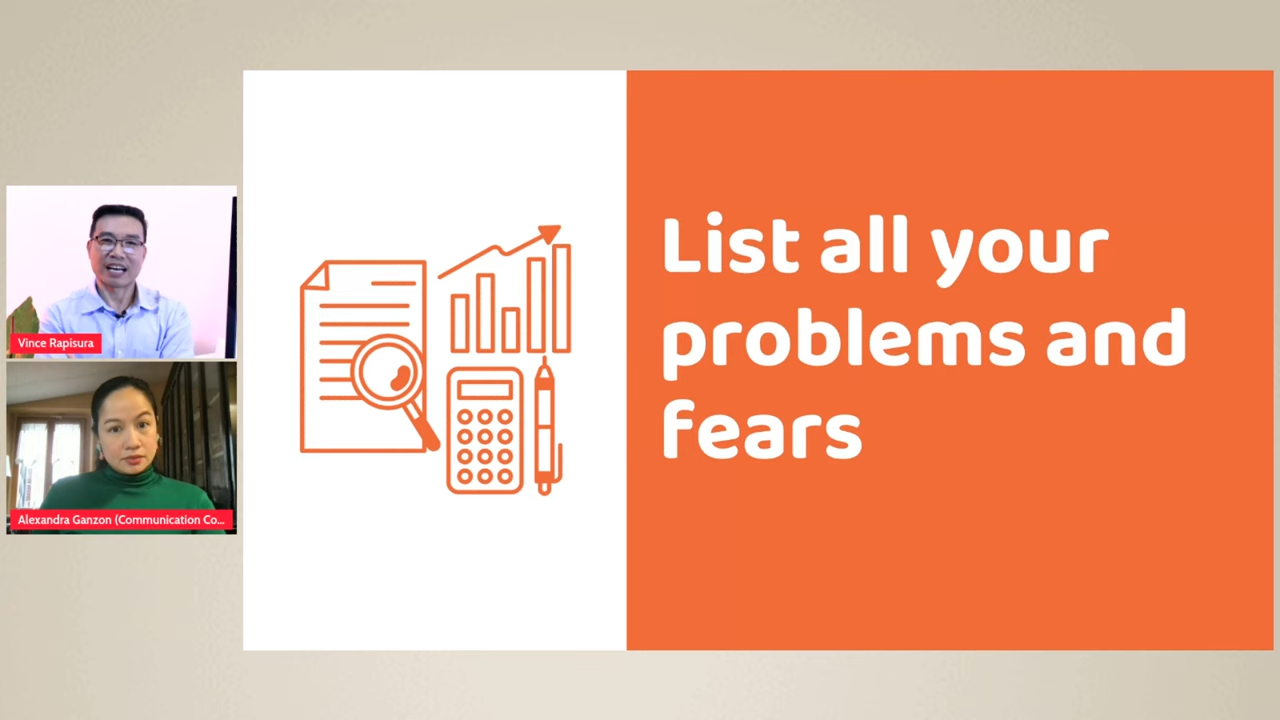 Vince Rapisura
Alexandra Ganzon (Communication Co...
List all your
problems and
fears